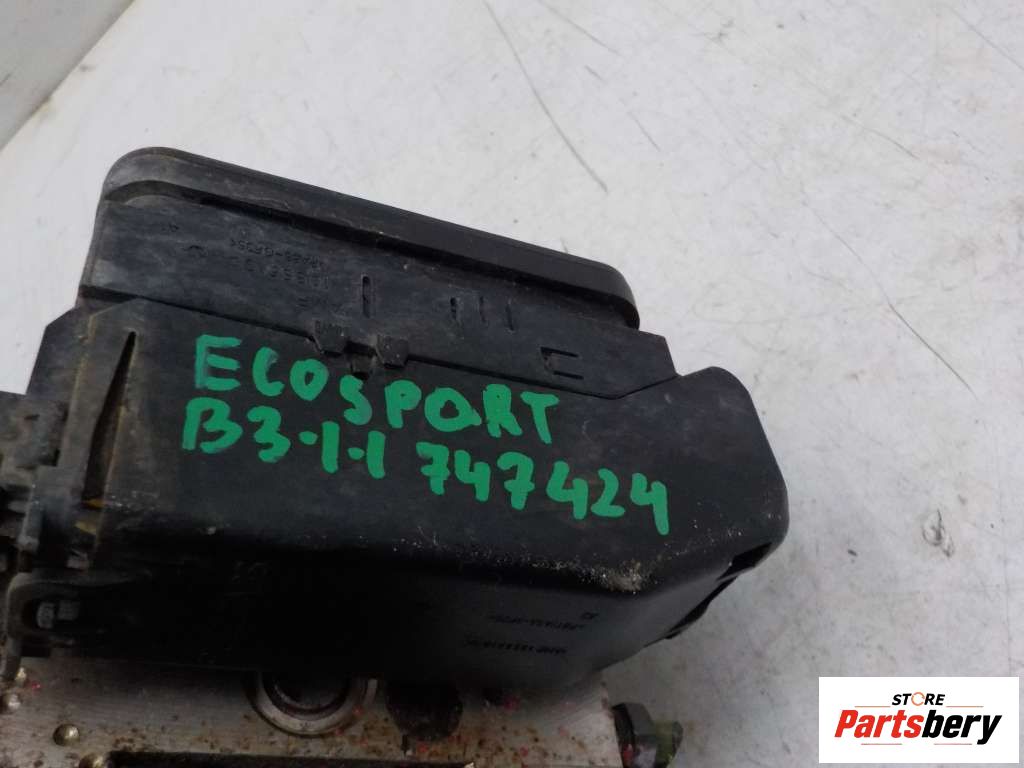 ECOSPORT
B3-1-1 747424
STORE
Partsbery